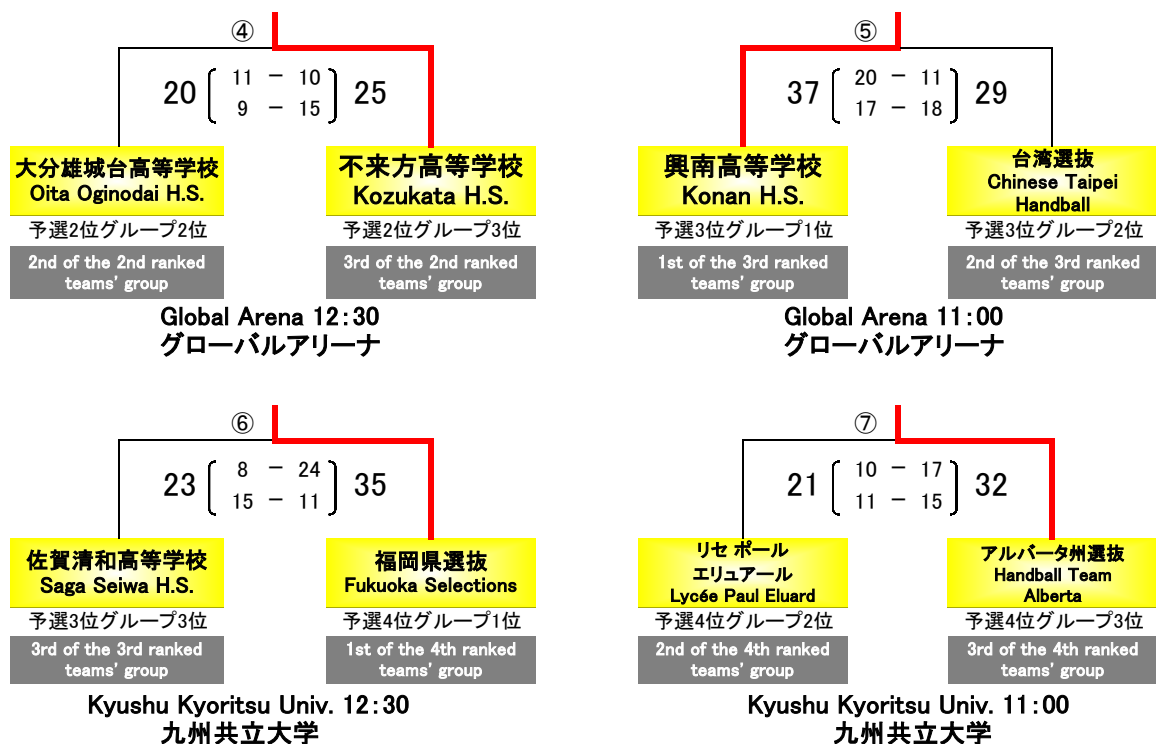 ④
20 11 － 10 25
9 － 15
大分雄城台高等学校
Oita Oginodai H.S.
予選2位グループ2位
2nd of the 2nd ranked
teams' group
不来方高等学校
Kozukata H.S.
予選2位グループ3位
3rd of the 2nd ranked
teams' group
Global Arena 12：30
グローバルアリーナ
⑤
37 20 － 11 29
17 － 18
興南高等学校
Konan H.S.
予選3位グループ1位
1st of the 3rd ranked
teams' group
台湾選抜
Chinese Taipei
Handball
予選3位グループ2位
2nd of the 3rd ranked
teams' group
Global Arena 11：00
グローバルアリーナ
⑥
23 8 － 24 35
15 － 11
佐賀清和高等学校
Saga Seiwa H.S.
予選3位グループ3位
3rd of the 3rd ranked
teams' group
福岡県選抜
Fukuoka Selections
予選4位グループ1位
1st of the 4th ranked
teams' group
Kyushu Kyoritsu Univ. 12：30
九州共立大学
⑦
21 10 － 17 32
11 － 15
リセ ポール
エリュアール
Lycée Paul Eluard
予選4位グループ2位
2nd of the 4th ranked
teams' group
アルバータ州選抜
Handball Team
Alberta
予選4位グループ3位
3rd of the 4th ranked
teams' group
Kyushu Kyoritsu Univ. 11：00
九州共立大学